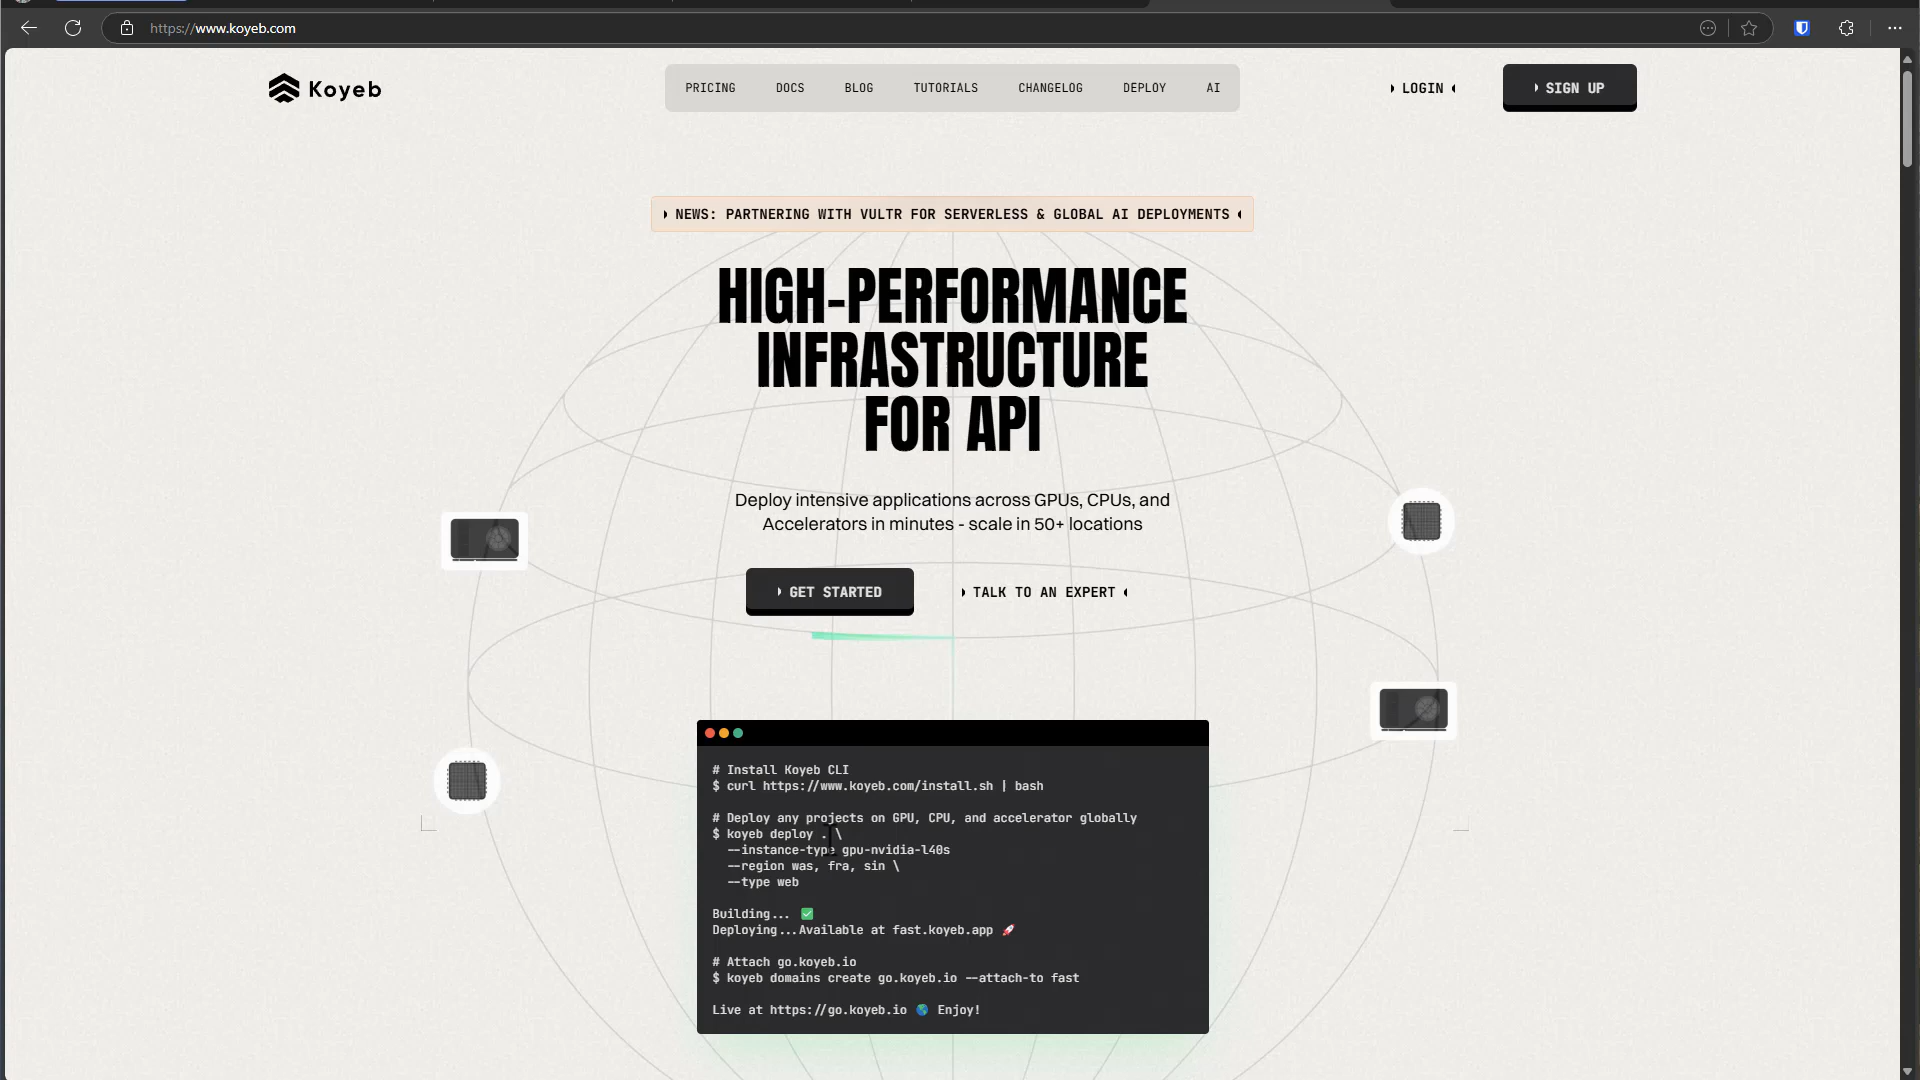 https://www.koyeb.com
Koyeb
PRICING
DOCS
BLOG
TUTORIALS
CHANGELOG
DEPLOY
AI
LOGIN
SIGN UP
NEWS: PARTNERING WITH VULTR FOR SERVERLESS & GLOBAL AI DEPLOYMENTS
HIGH-PERFORMANCE
INFRASTRUCTURE
FOR API
Deploy intensive applications across GPUs, CPUs, and
Accelerators in minutes - scale in 50+ locations
GET STARTED
TALK TO AN EXPERT
# Install Koyeb CLI
$ curl https://www.koyeb.com/install.sh | bash
# Deploy any projects on GPU, CPU, and accelerator globally
$ koyeb deploy . \
--instance-type gpu-nvidia-l40s
--region was, fra, sin \
--type web
Building... ✅
Deploying...Available at fast.koyeb.app 🚀
# Attach go.koyeb.io
$ koyeb domains create go.koyeb.io --attach-to fast
Live at https://go.koyeb.io 🌎 Enjoy!